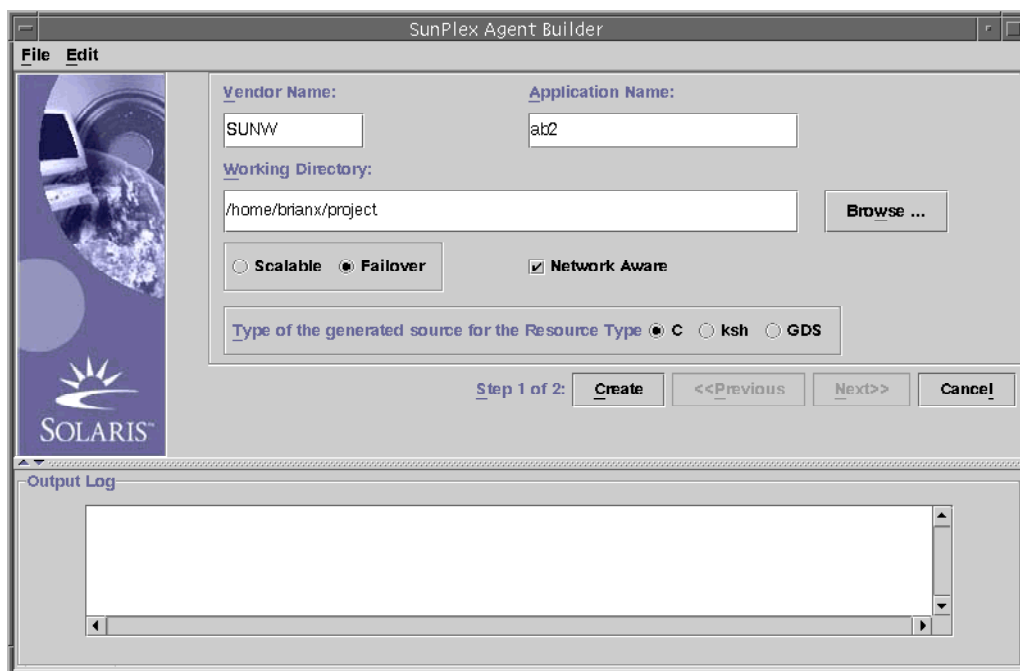 SunPlex Agent Builder
File Edit
Vendor Name: Application Name:
SUNW ab2
Working Directory:
/home/brianx/project Browse ...
Scalable Failover Network Aware
Type of the generated source for the Resource Type C ksh GDS
Step 1 of 2: Create <<Previous Next>> Cancel
SOLARIS™
Output Log